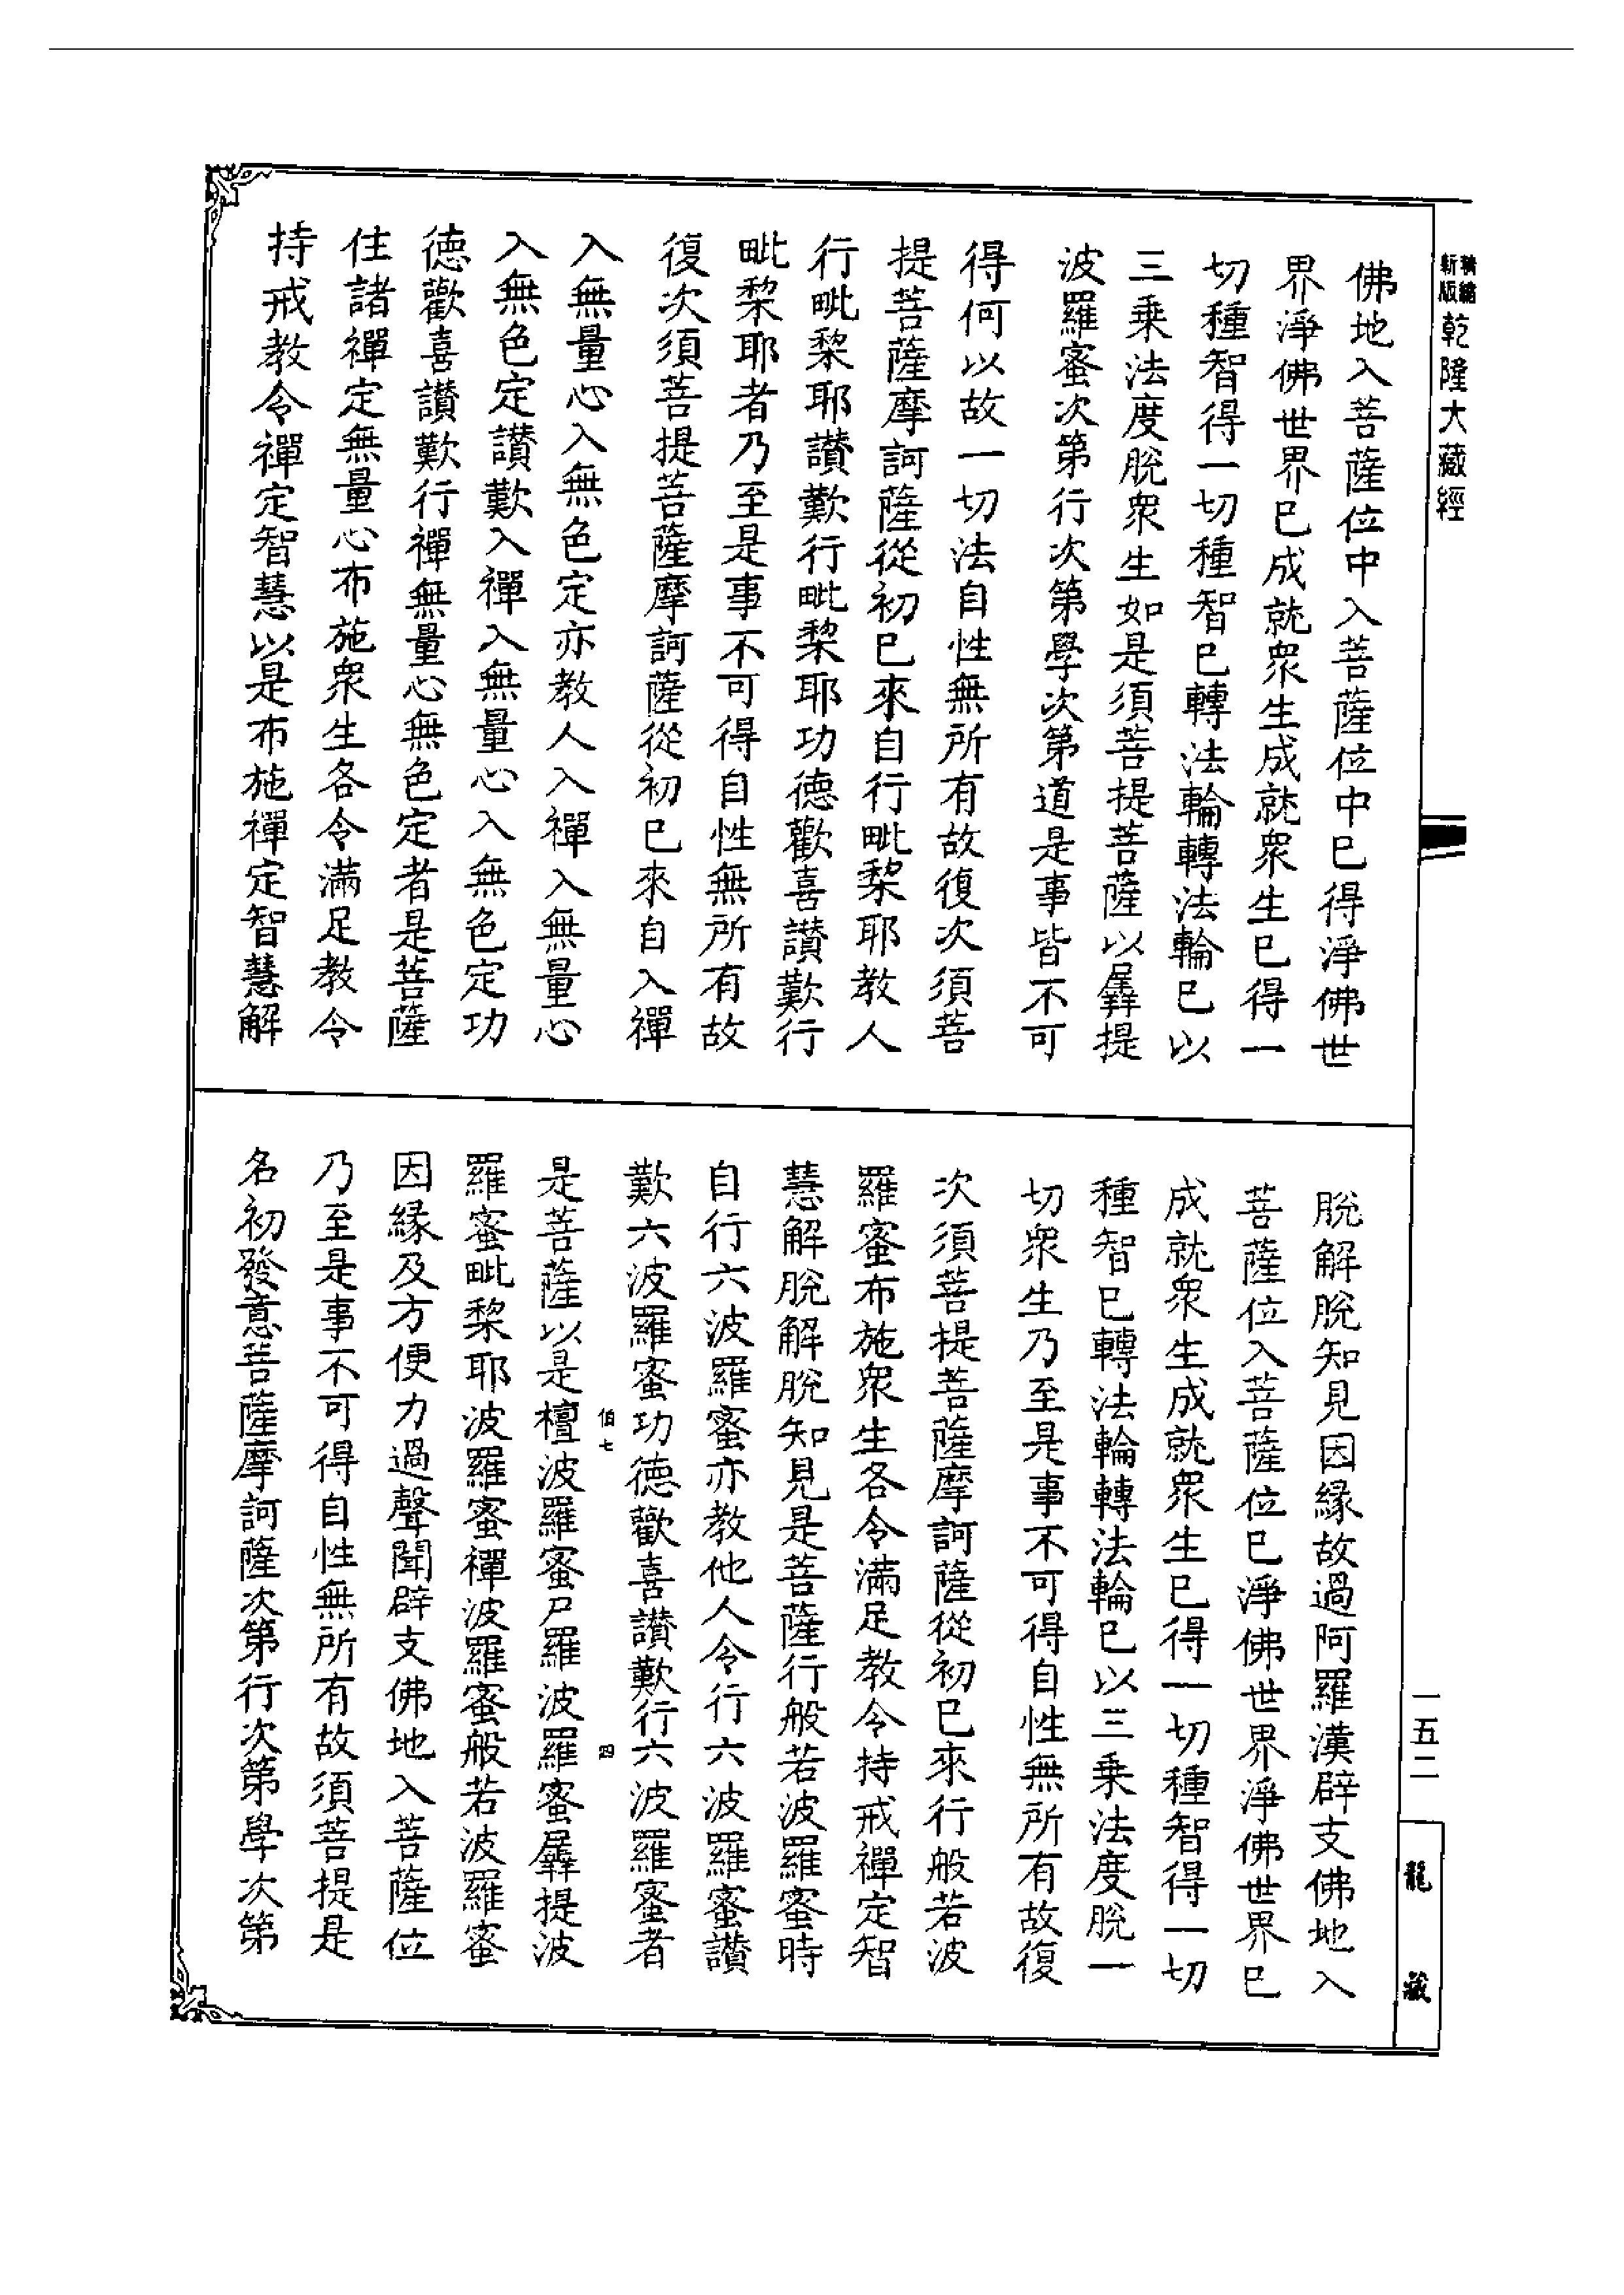 新版
精縮
乾隆大藏經
佛地入菩薩位中入菩薩位中已得淨佛世
界淨佛世界已成就眾生成就眾生已得一
切種智得一切種智已轉法輪轉法輪已以
三乘法度脫眾生如是須菩提菩薩以羼提
波羅蜜次第行次第學次第道是事皆不可
得何以故一切法自性無所有故復次須菩
提菩薩摩訶薩從初已來自行毗黎耶教人
行毗黎耶讚歎行毗黎耶功德歡喜讚歎行
毗黎耶者乃至是事不可得自性無所有故
復次須菩提菩薩摩訶薩從初已來自入禪
入無量心入無色定亦教人入禪入無量心
入無色定讚歎入禪入無量心入無色定功
德歡喜讚歎行禪無量心無色定者是菩薩
住諸禪定無量心布施眾生各令滿足教令
持戒教令禪定智慧以是布施禪定智慧解
脫解脫知見因緣故過阿羅漢辟支佛地入
菩薩位入菩薩位已淨佛世界淨佛世界已
成就眾生成就眾生已得一切種智得一切
種智已轉法輪轉法輪已以三乘法度脫一
切眾生乃至是事不可得自性無所有故復
次須菩提菩薩摩訶薩從初已來行般若波
羅蜜布施眾生各令滿足教令持戒禪定智
慧解脫解脫知見是菩薩行般若波羅蜜時
自行六波羅蜜亦教他人令行六波羅蜜讚
歎六波羅蜜功德歡喜讚歎行六波羅蜜者
伯七
四
是菩薩以是檀波羅蜜尸羅波羅蜜羼提波
羅蜜毗黎耶波羅蜜禪波羅蜜般若波羅蜜
因緣及方便力過聲聞辟支佛地入菩薩位
乃至是事不可得自性無所有故須菩提是
名初發意菩薩摩訶薩次第行次第學次第
一五二
龍藏